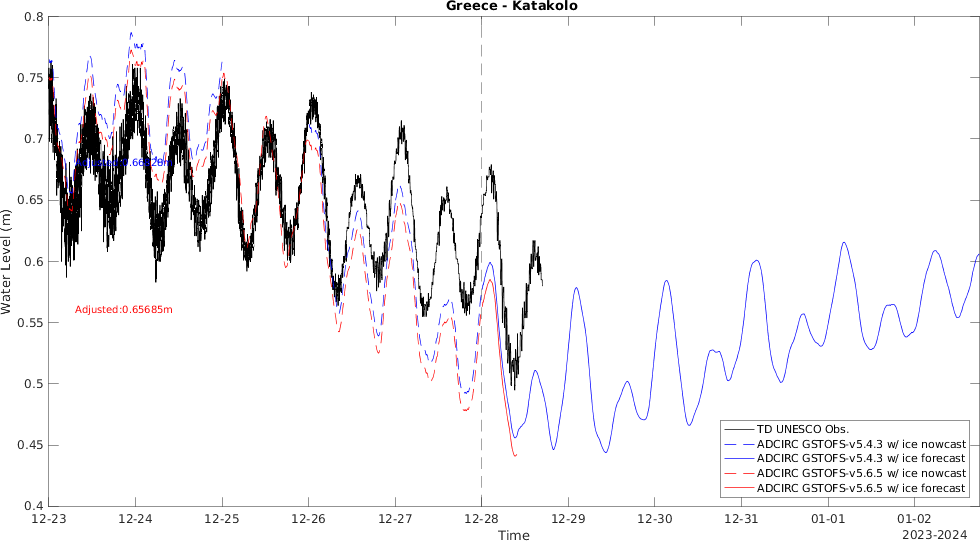 Greece - Katakolo
0.8
0.75
0.7
0.65
0.6
0.55
0.5
0.45
0.4
Water Level (m)
Adjusted:0.65685m
12-23
12-24
12-25
12-26
12-27
12-28
12-29
12-30
12-31
01-01
01-02
Time
2023-2024
TD UNESCO Obs.
ADCIRC GSTOFS-v5.4.3 w/ ice nowcast
ADCIRC GSTOFS-v5.4.3 w/ ice forecast
ADCIRC GSTOFS-v5.6.5 w/ ice nowcast
ADCIRC GSTOFS-v5.6.5 w/ ice forecast